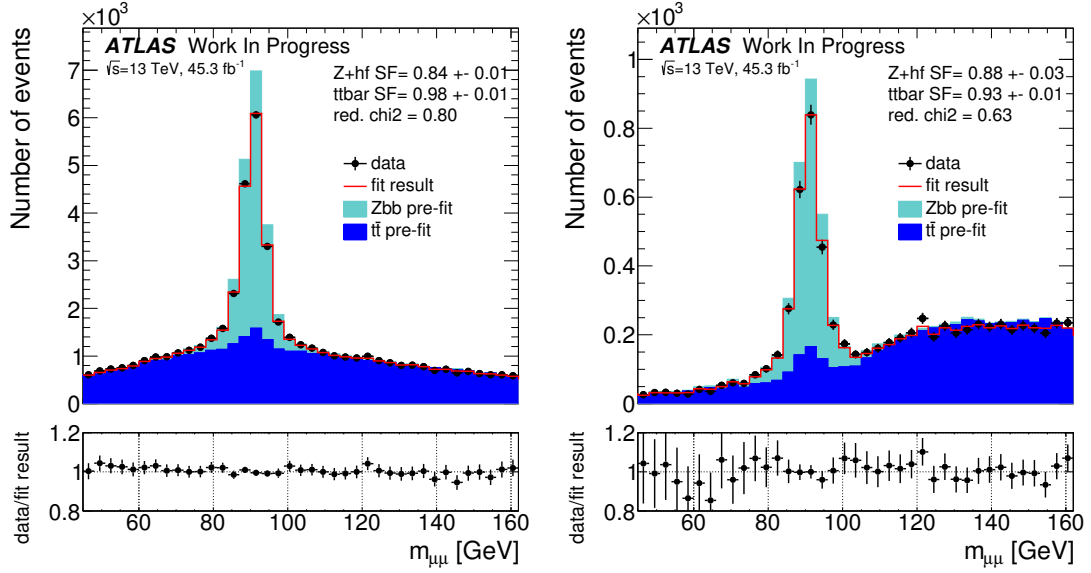 ×10³
ATLAS Work In Progress
√s=13 TeV, 45.3 fb⁻¹
Z+hf SF= 0.84 +- 0.01
ttbar SF= 0.98 +- 0.01
red. chi2 = 0.80
data
fit result
Zbb pre-fit
tt̄ pre-fit
Number of events
7
6
5
4
3
2
1
0
data/fit result
1.2
1
0.8
60 80 100 120 140 160
mμμ [GeV]
×10³
ATLAS Work In Progress
√s=13 TeV, 45.3 fb⁻¹
Z+hf SF= 0.88 +- 0.03
ttbar SF= 0.93 +- 0.01
red. chi2 = 0.63
data
fit result
Zbb pre-fit
tt̄ pre-fit
Number of events
1
0.8
0.6
0.4
0.2
0
data/fit result
1.2
1
0.8
60 80 100 120 140 160
mμμ [GeV]